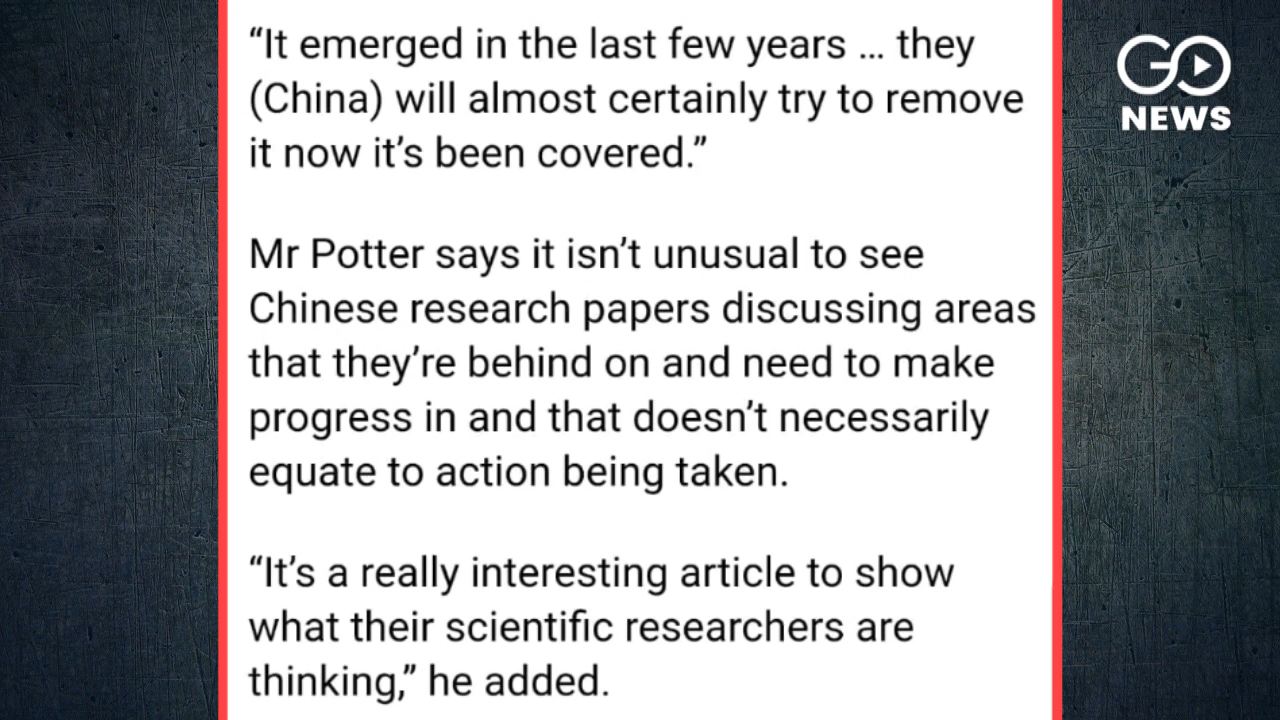 “It emerged in the last few years ... they
(China) will almost certainly try to remove
it now it’s been covered.”
Mr Potter says it isn’t unusual to see
Chinese research papers discussing areas
that they’re behind on and need to make
progress in and that doesn’t necessarily
equate to action being taken.
“It’s a really interesting article to show
what their scientific researchers are
thinking,” he added.
GO
NEWS